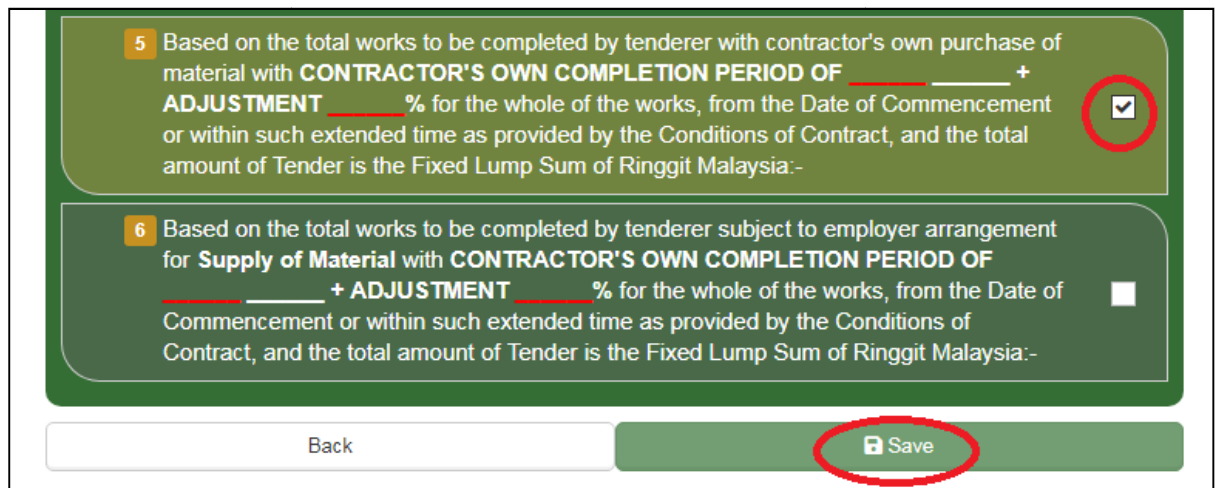 5 Based on the total works to be completed by tenderer with contractor's own purchase of
material with CONTRACTOR'S OWN COMPLETION PERIOD OF ______ ______ +
ADJUSTMENT ______% for the whole of the works, from the Date of Commencement
or within such extended time as provided by the Conditions of Contract, and the total
amount of Tender is the Fixed Lump Sum of Ringgit Malaysia:-
6 Based on the total works to be completed by tenderer subject to employer arrangement
for Supply of Material with CONTRACTOR'S OWN COMPLETION PERIOD OF
______ ______ + ADJUSTMENT ______% for the whole of the works, from the Date of
Commencement or within such extended time as provided by the Conditions of
Contract, and the total amount of Tender is the Fixed Lump Sum of Ringgit Malaysia:-
Back
Save